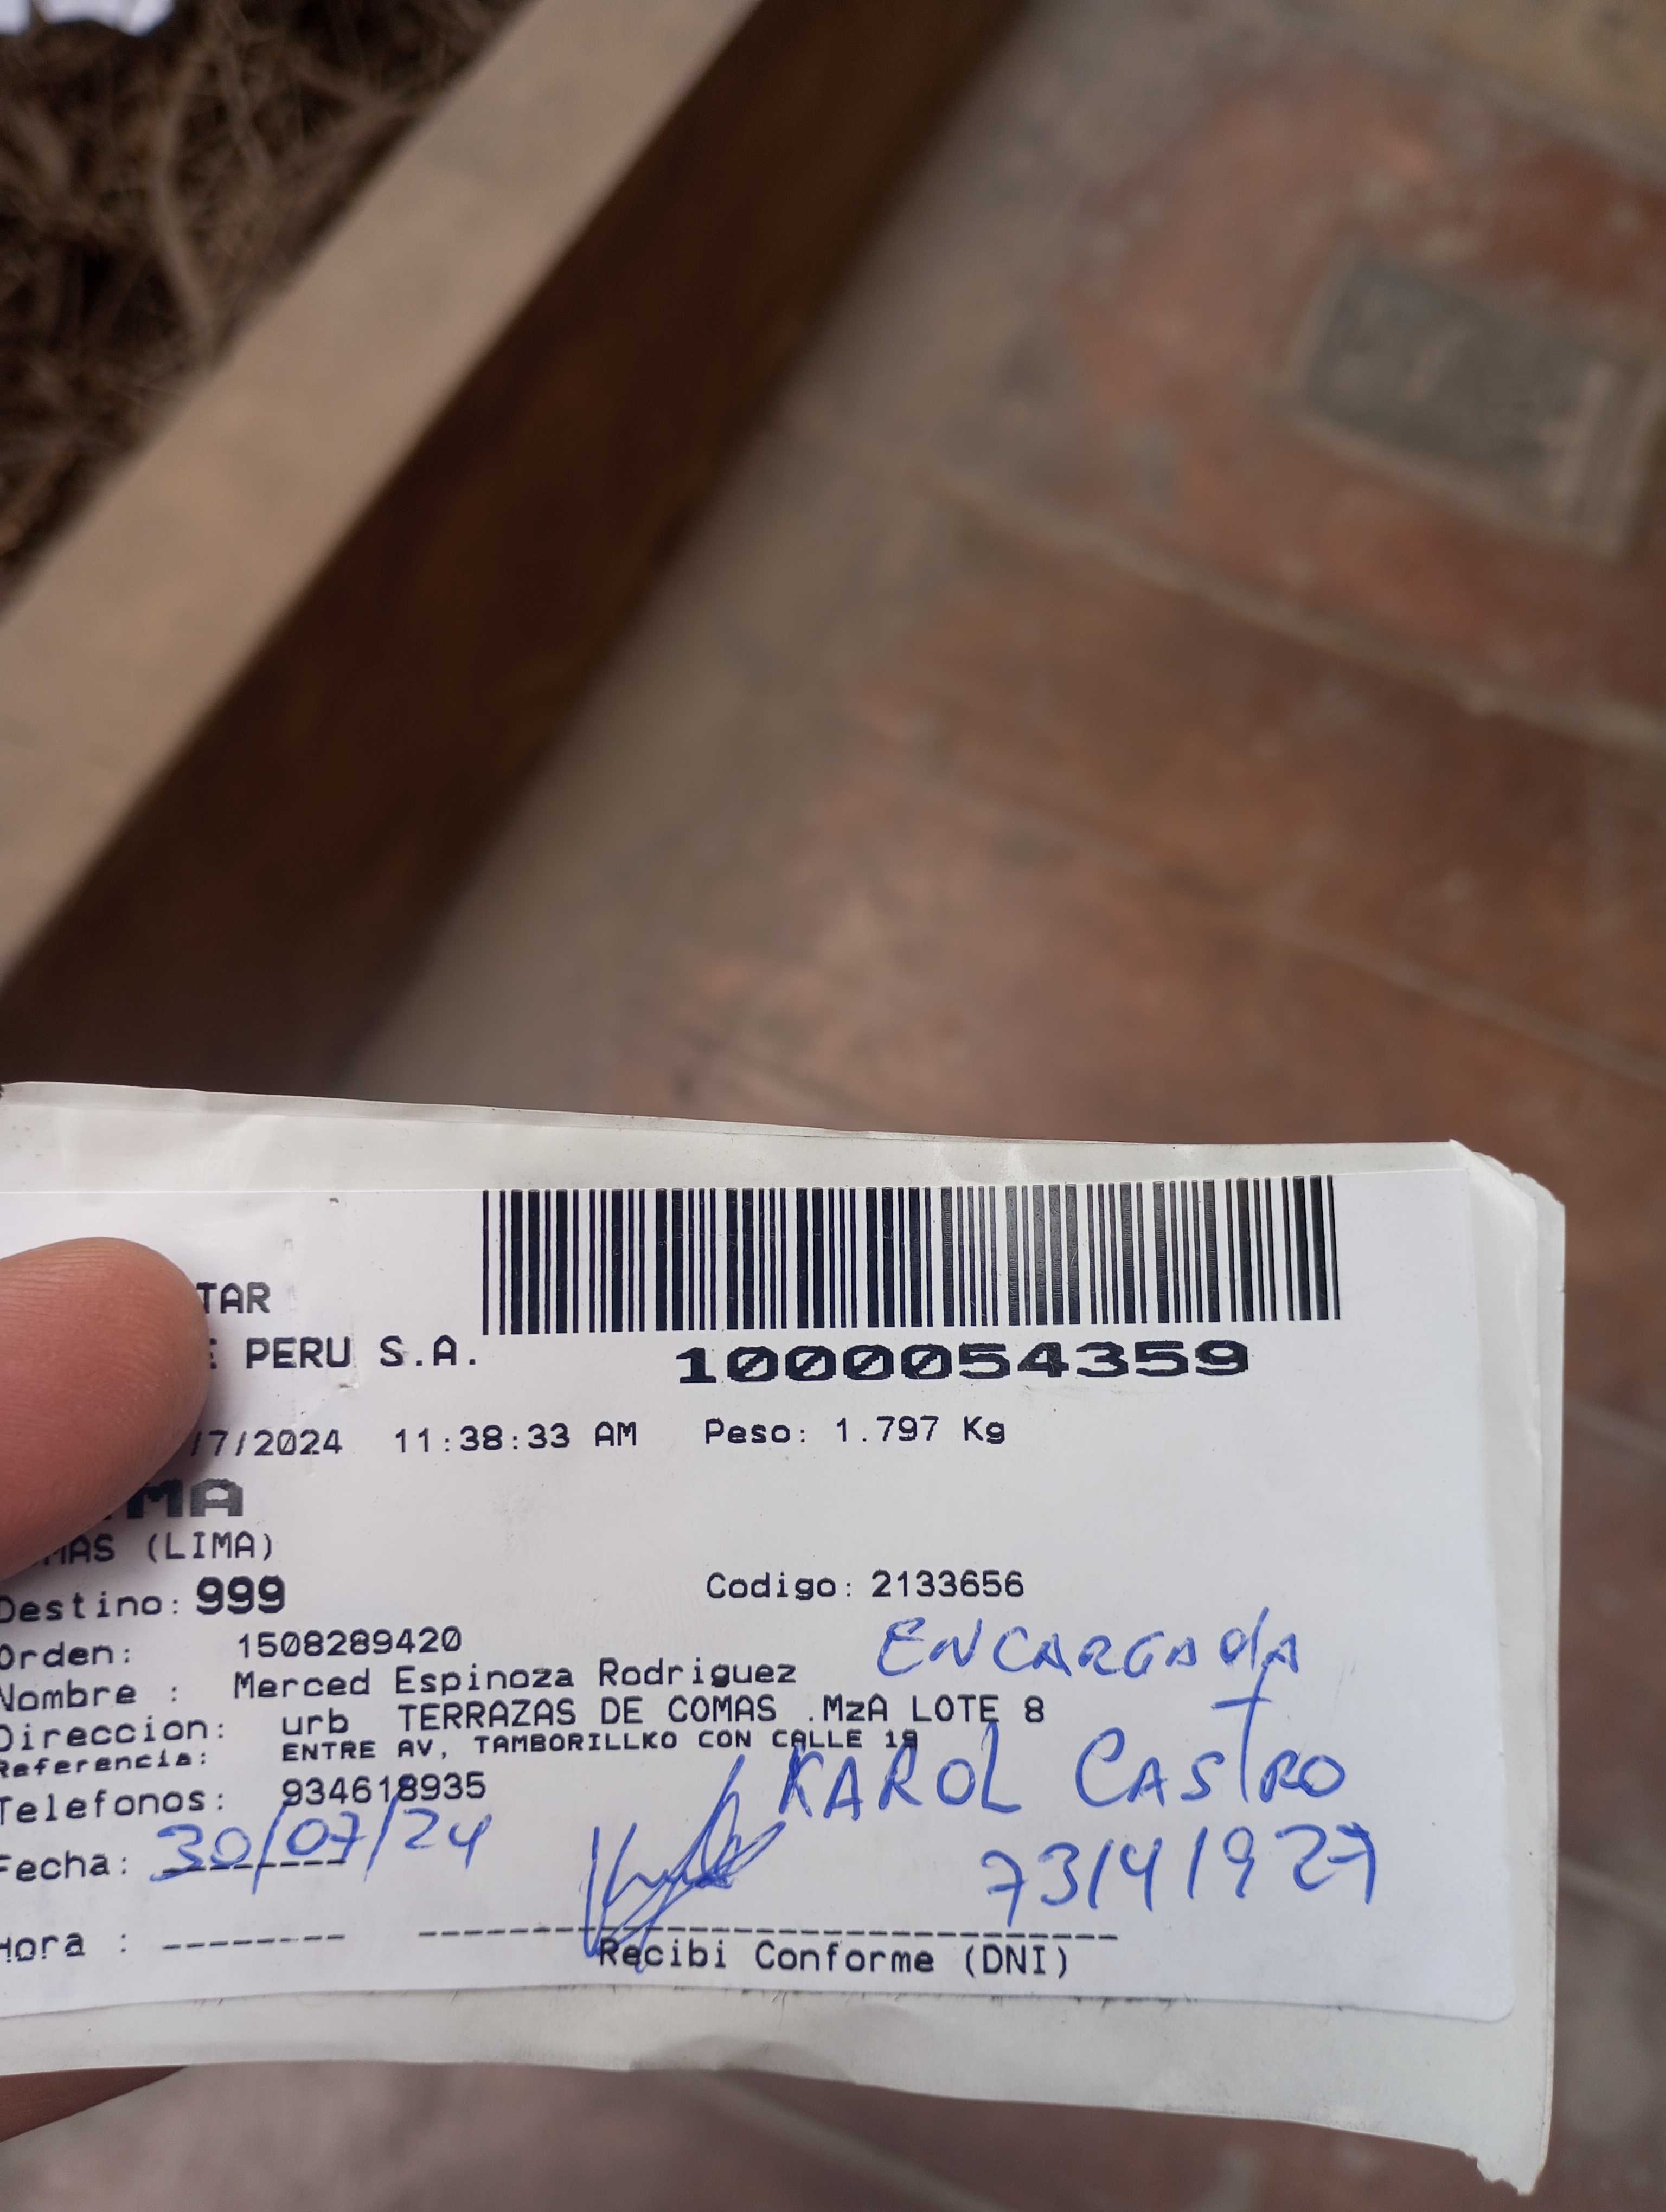 TAR
E PERU S.A.
1000054359
/7/2024 11:38:33 AM Peso: 1.797 Kg
MA
MAS (LIMA)
Destino: 999
Codigo: 2133656
Orden: 1508289420
ENCARGADA
Nombre : Merced Espinoza Rodriguez
Direccion: urb TERRAZAS DE COMAS .MzA LOTE 8
Referencia: ENTRE AV, TAMBORILLKO CON CALLE 19
Telefonos: 934618935
KAROL CASTRO
Fecha: 30/07/24
73141927
Hora :
Recibi Conforme (DNI)